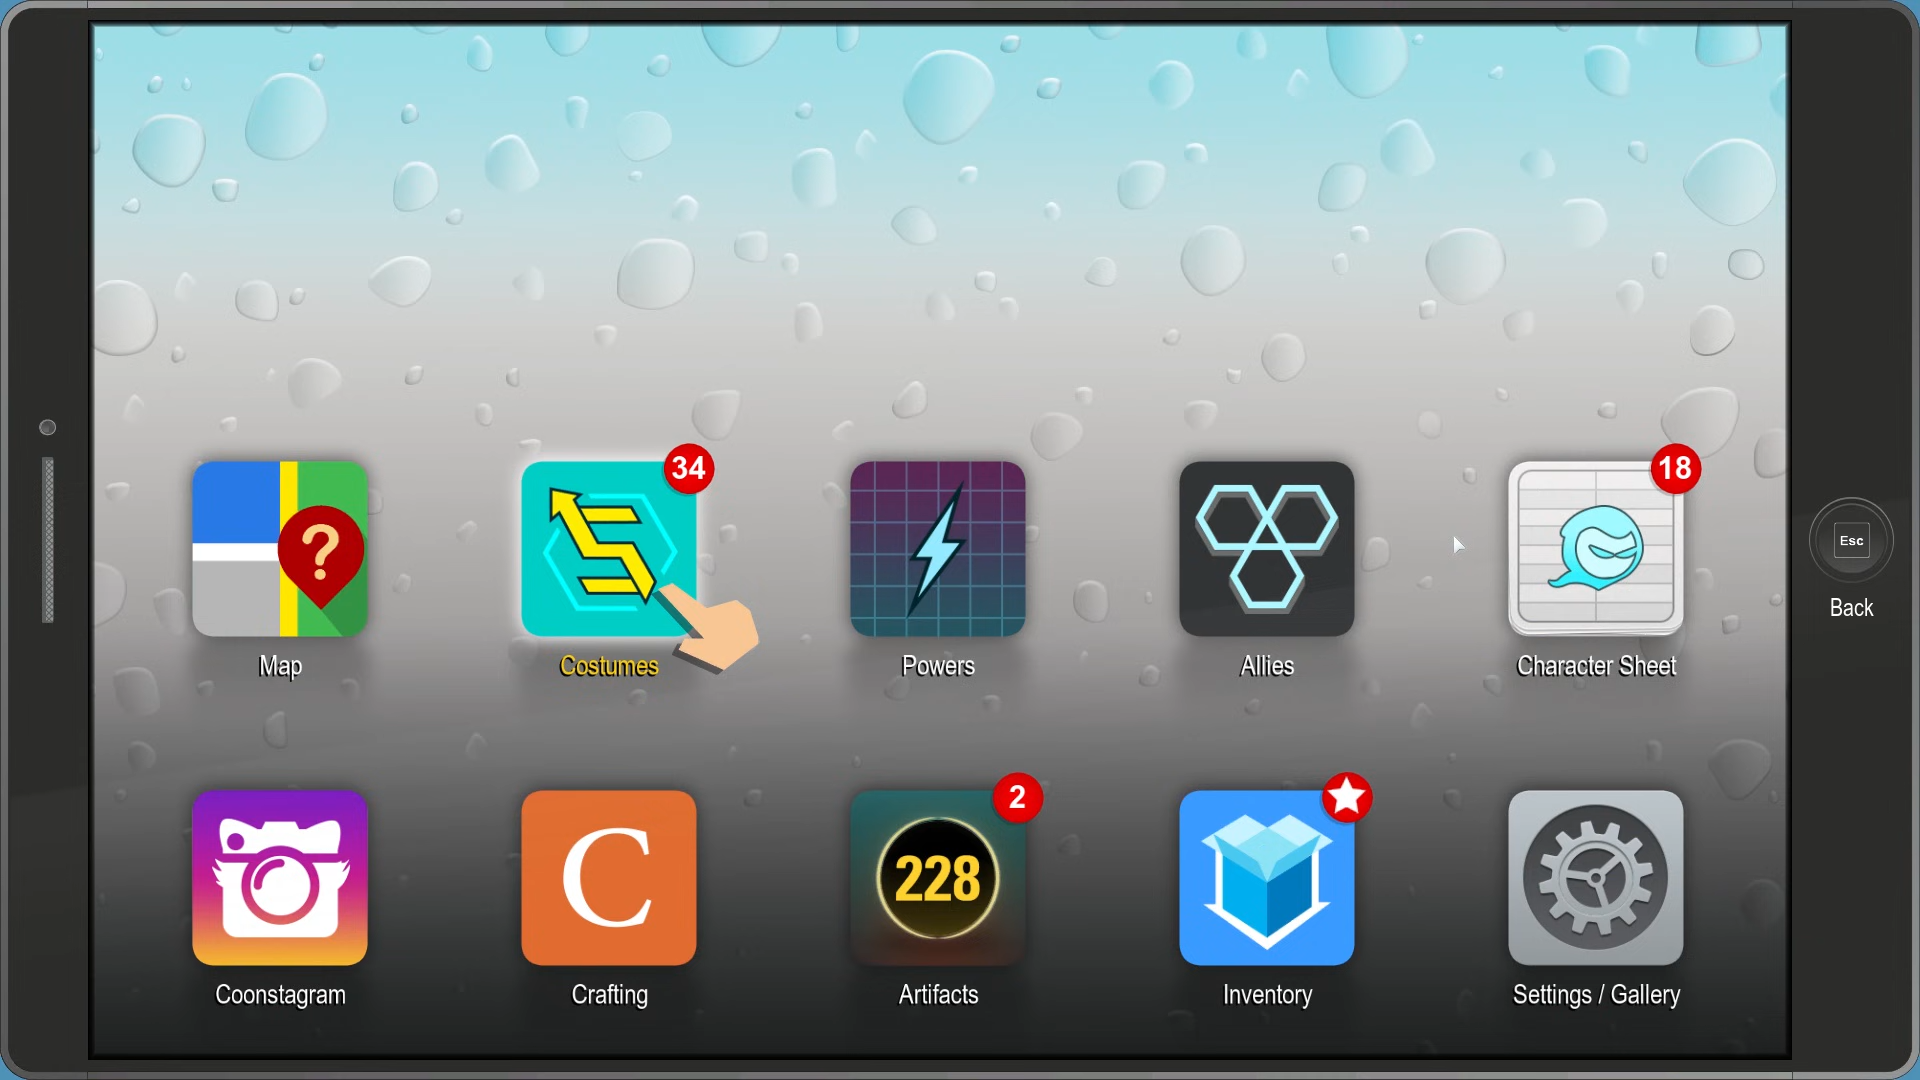 34
18
?
Esc
Back
Map
Costumes
Powers
Allies
Character Sheet
2
C
228
Coonstagram
Crafting
Artifacts
Inventory
Settings / Gallery